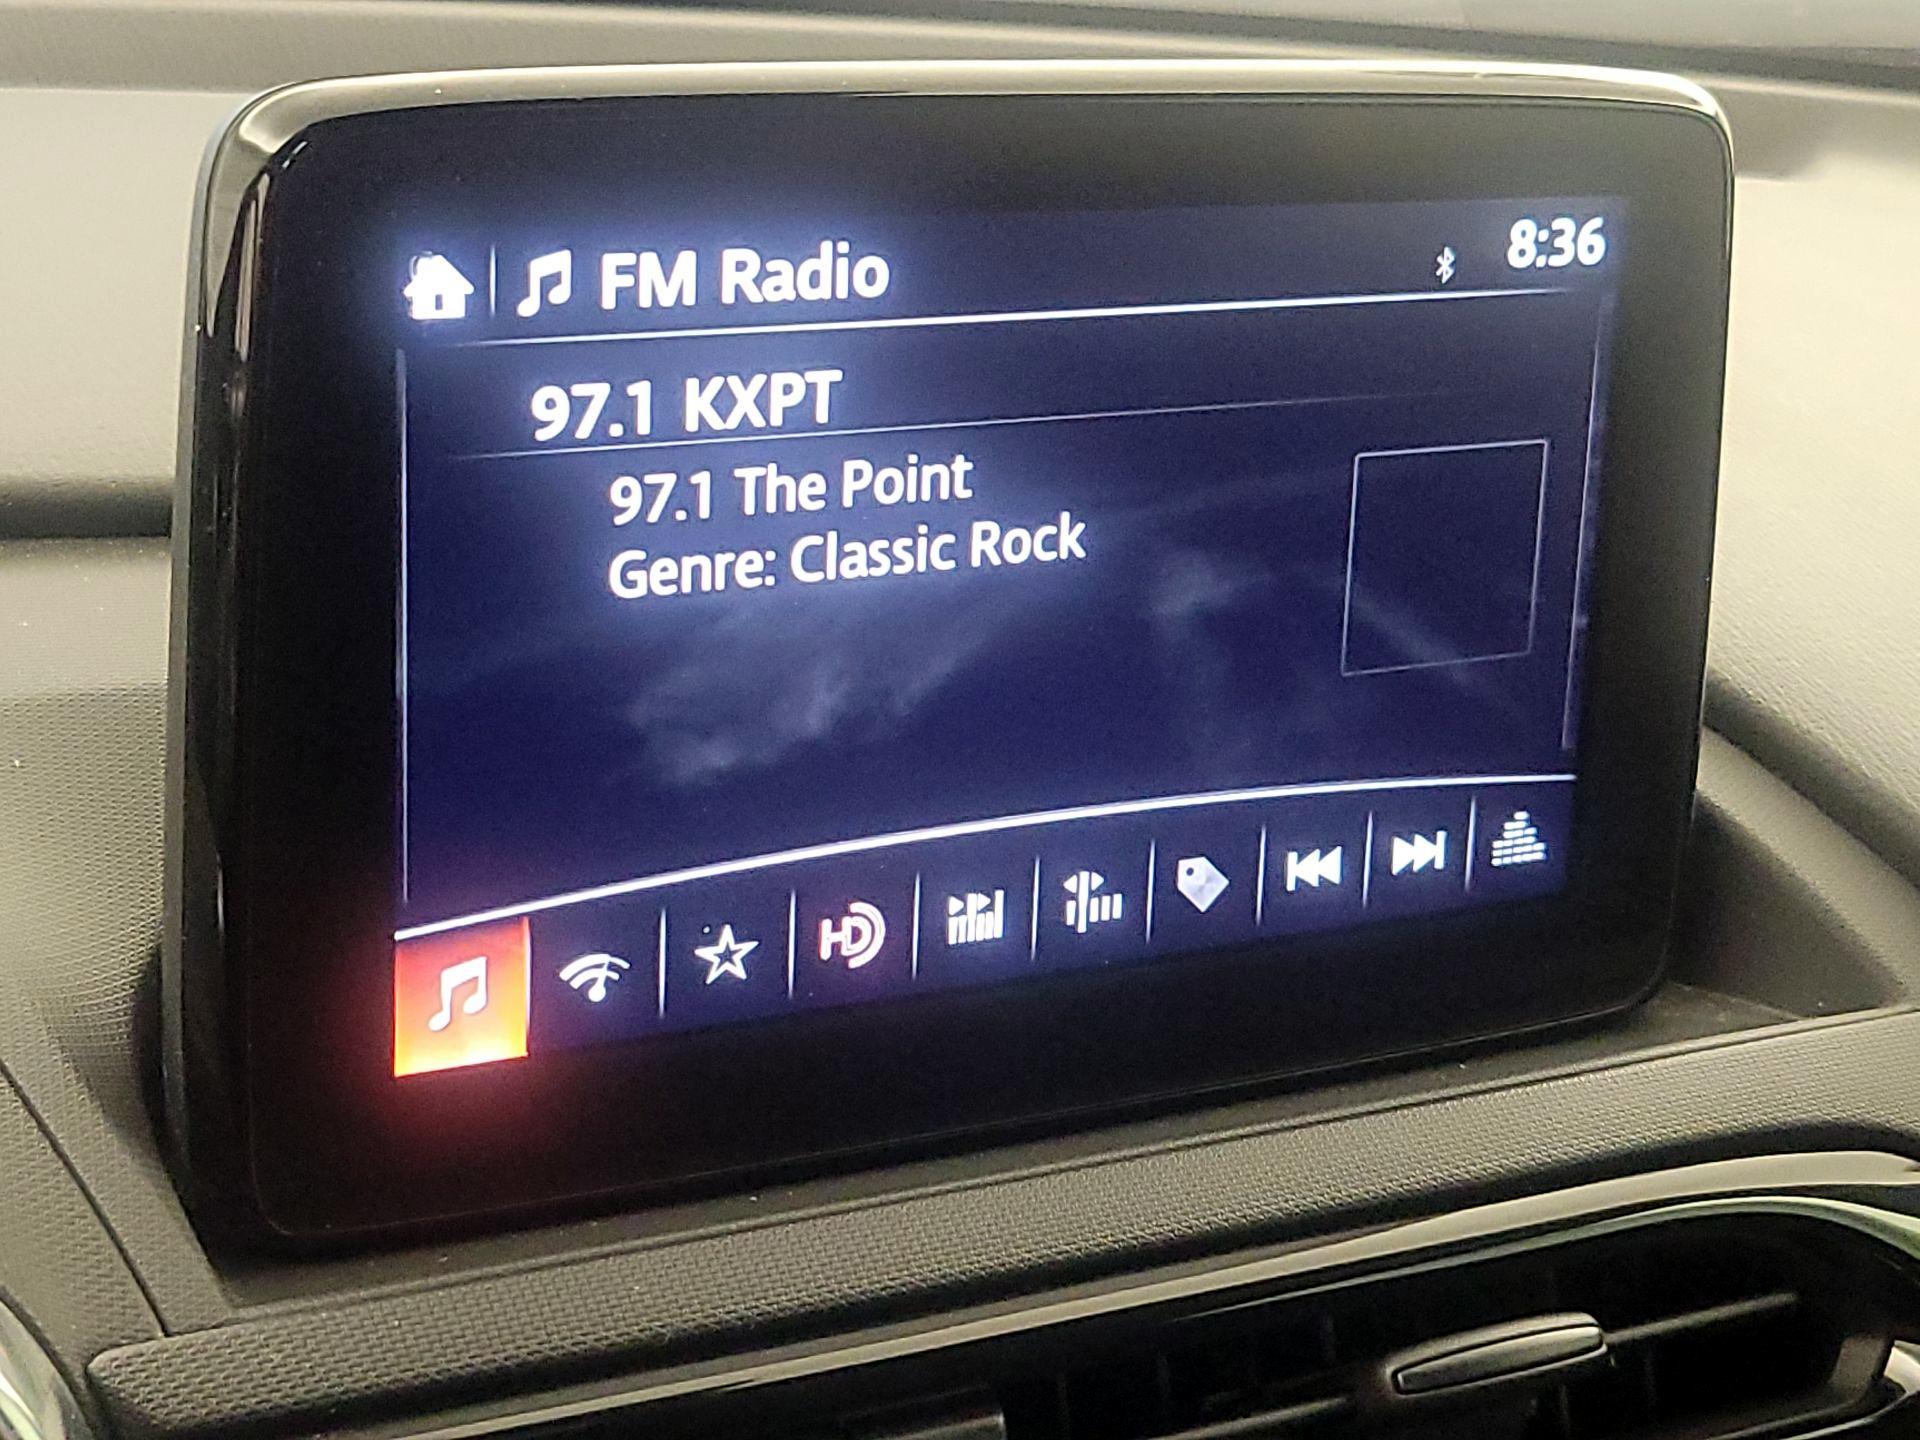 FM Radio
8:36
97.1 KXPT
97.1 The Point
Genre: Classic Rock
HD